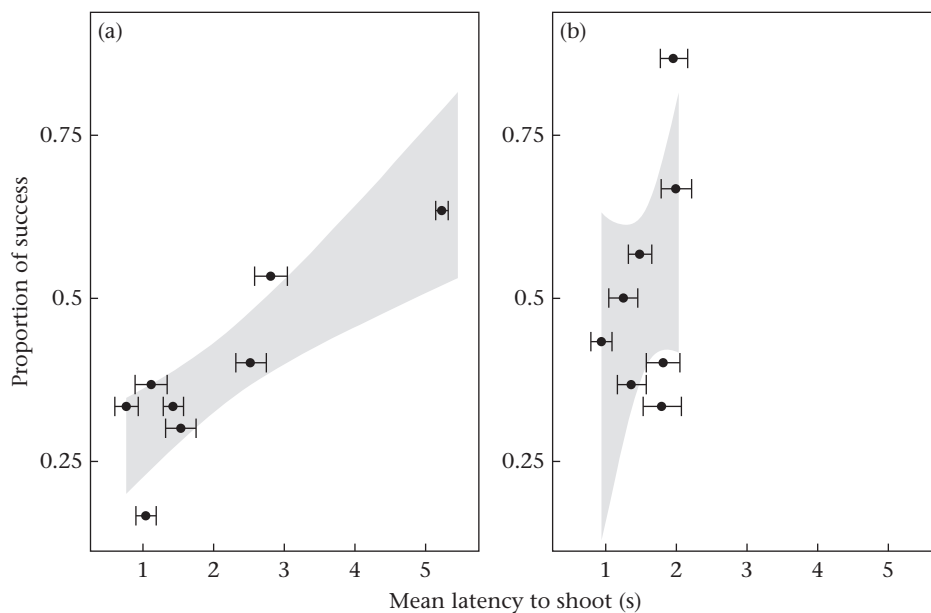 (a)
(b)
0.75
0.5
0.25
Proportion of success
1 2 3 4 5
1 2 3 4 5
Mean latency to shoot (s)